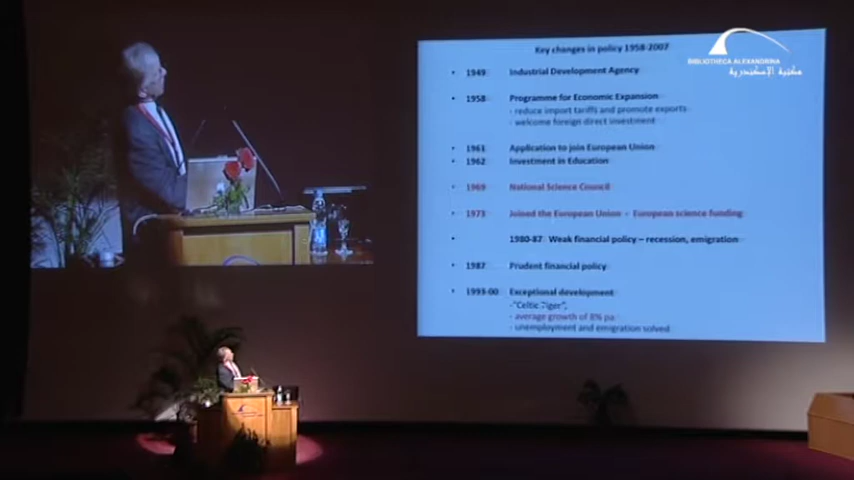 Key changes in policy 1958-2007
BIBLIOTHECA ALEXANDRINA
مكتبة الإسكندرية
• 1949 Industrial Development Agency
• 1958 Programme for Economic Expansion
- reduce import tariffs and promote exports
- welcome foreign direct investment
• 1961 Application to join European Union
• 1962 Investment in Education
• 1969 National Science Council
• 1973 Joined the European Union - European science funding
• 1980-87 Weak financial policy – recession, emigration
• 1987 Prudent financial policy
• 1993-00 Exceptional development
-"Celtic Tiger",
- average growth of 8% pa
- unemployment and emigration solved